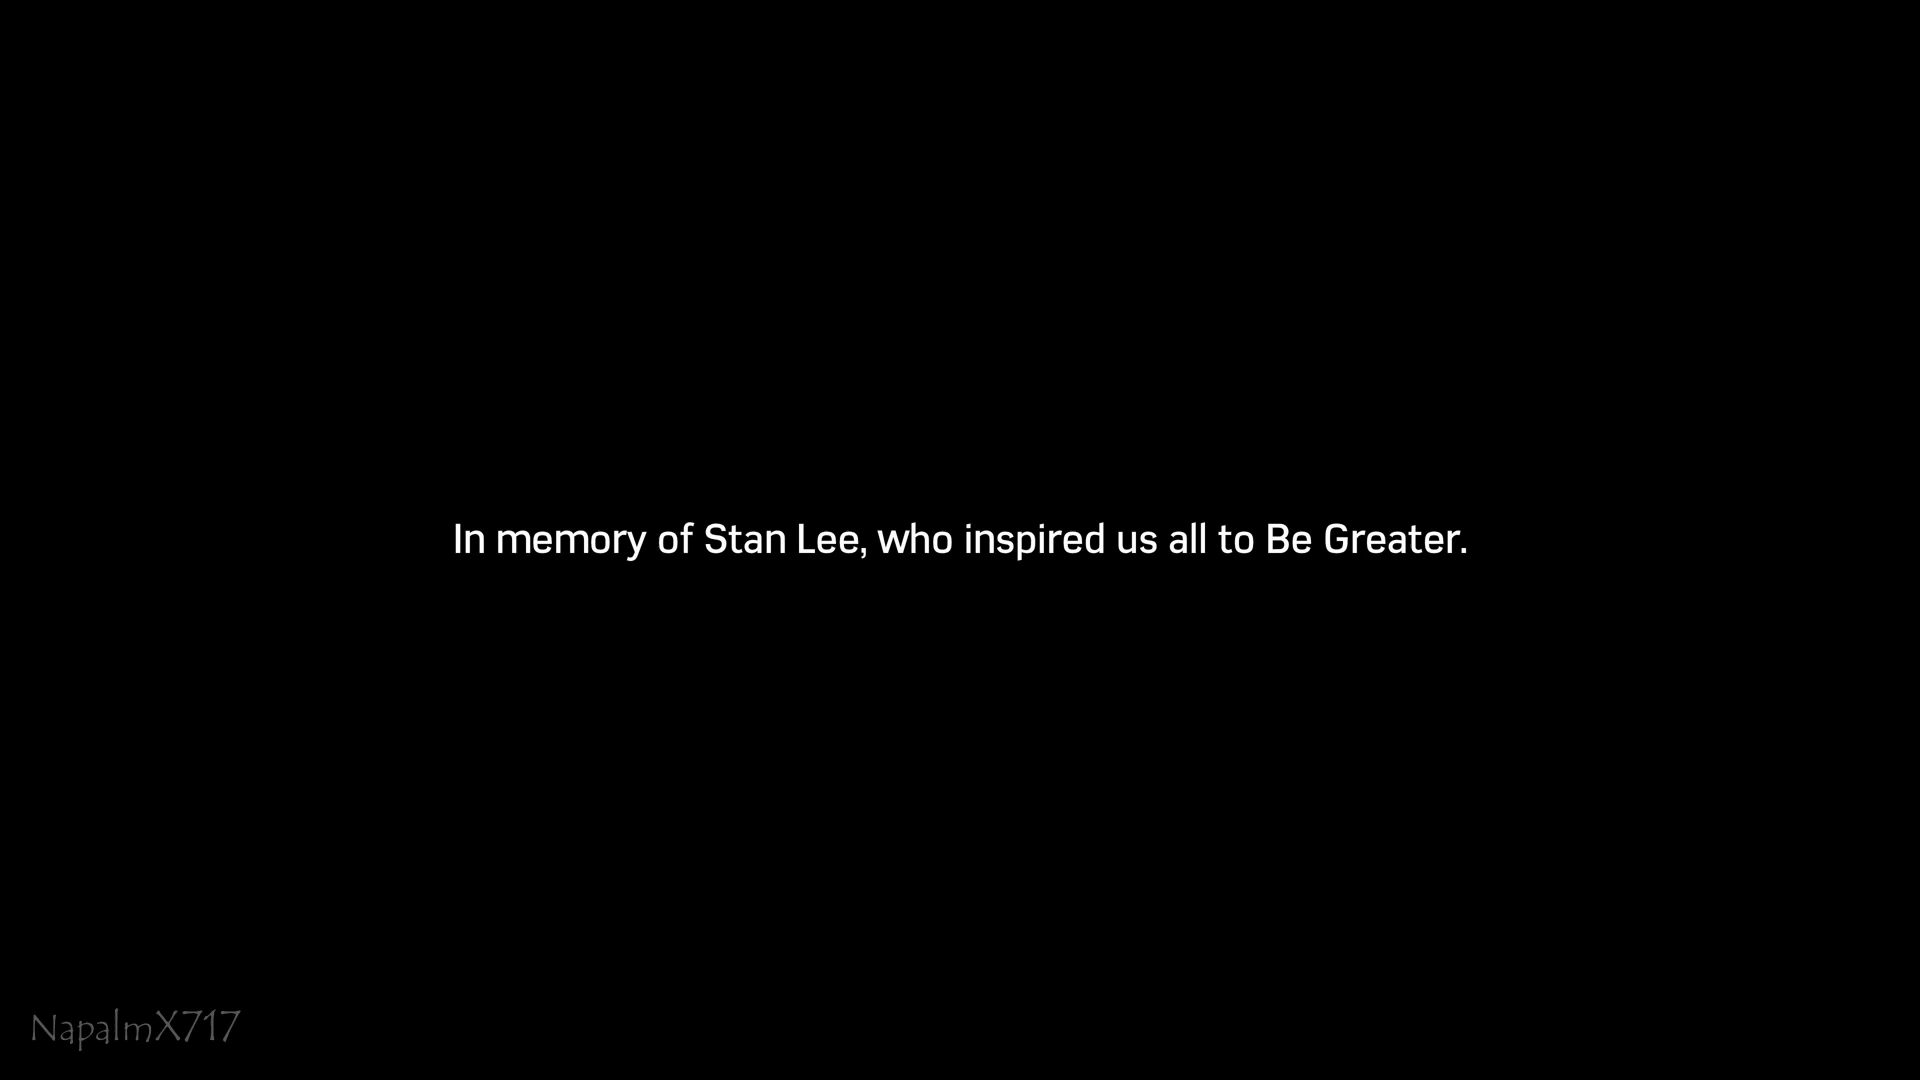 In memory of Stan Lee, who inspired us all to Be Greater.
NapalmX717